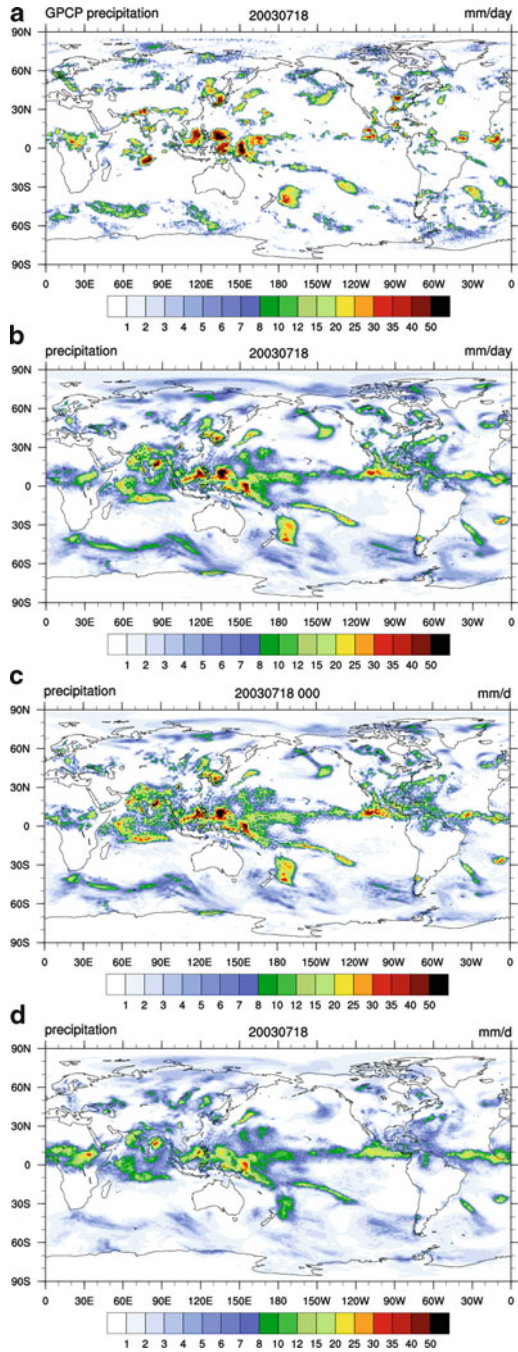 a
GPCP precipitation 20030718 mm/day
90N
60N
30N
0
30S
60S
90S
0 30E 60E 90E 120E 150E 180 150W 120W 90W 60W 30W 0
1 2 3 4 5 6 7 8 10 12 15 20 25 30 35 40 50
b
precipitation 20030718 mm/day
90N
60N
30N
0
30S
60S
90S
0 30E 60E 90E 120E 150E 180 150W 120W 90W 60W 30W 0
1 2 3 4 5 6 7 8 10 12 15 20 25 30 35 40 50
c
precipitation 20030718 000 mm/d
90N
60N
30N
0
30S
60S
90S
0 30E 60E 90E 120E 150E 180 150W 120W 90W 60W 30W 0
1 2 3 4 5 6 7 8 10 12 15 20 25 30 35 40 50
d
precipitation 20030718 mm/d
90N
60N
30N
0
30S
60S
90S
0 30E 60E 90E 120E 150E 180 150W 120W 90W 60W 30W 0
1 2 3 4 5 6 7 8 10 12 15 20 25 30 35 40 50